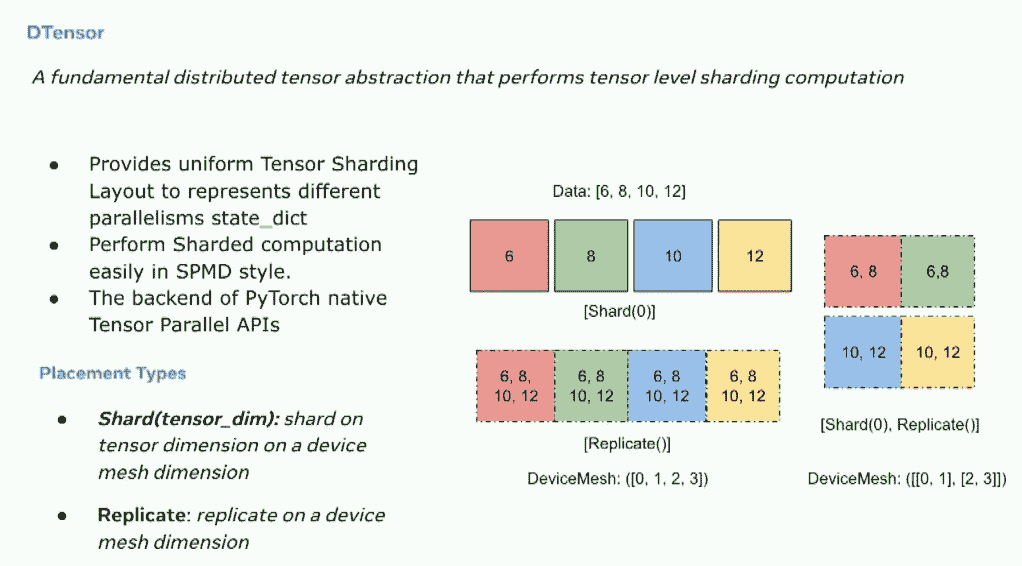 DTensor
A fundamental distributed tensor abstraction that performs tensor level sharding computation
● Provides uniform Tensor Sharding
Layout to represents different
parallelisms state_dict
● Perform Sharded computation
easily in SPMD style.
● The backend of PyTorch native
Tensor Parallel APIs
Placement Types
● Shard(tensor_dim): shard on
tensor dimension on a device
mesh dimension
● Replicate: replicate on a device
mesh dimension
Data: [6, 8, 10, 12]
6 8 10 12
[Shard(0)]
6, 8, 6, 8 6, 8 6, 8
10, 12 10, 12 10, 12 10, 12
[Replicate()]
DeviceMesh: ([0, 1, 2, 3])
6, 8 6,8
10, 12 10, 12
[Shard(0), Replicate()]
DeviceMesh: ([[0, 1], [2, 3]])